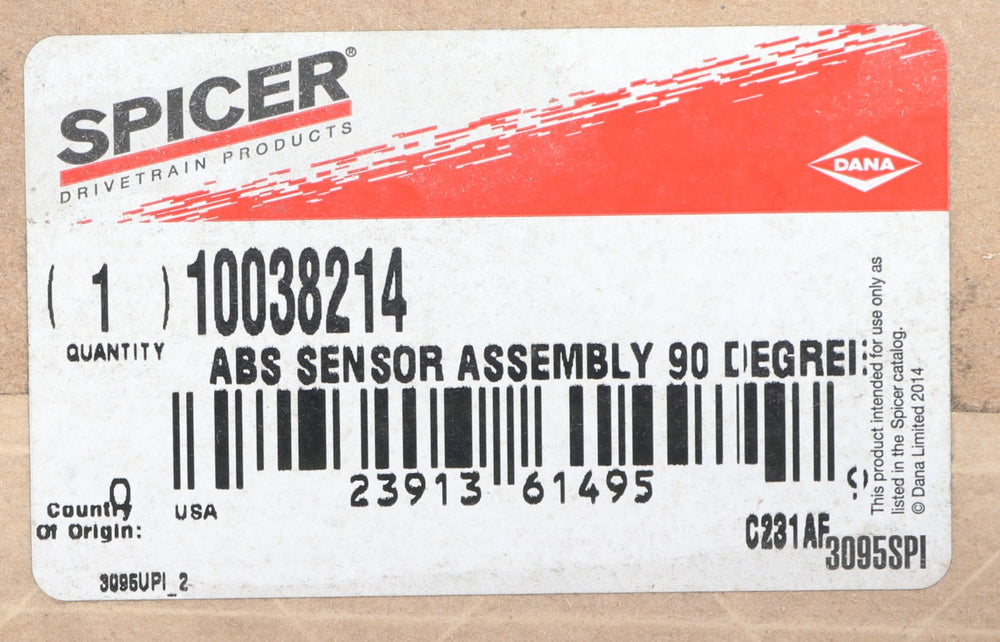 SPICER®
DRIVETRAIN PRODUCTS
DANA
( 1 ) 10038214
QUANTITY
ABS SENSOR ASSEMBLY 90 DEGREE
0 23913 61495 9
Country
Of Origin:
USA
This product intended for use only as
listed in the Spicer catalog.
© Dana Limited 2014
C231AF
3095SPI
3095UPI_2